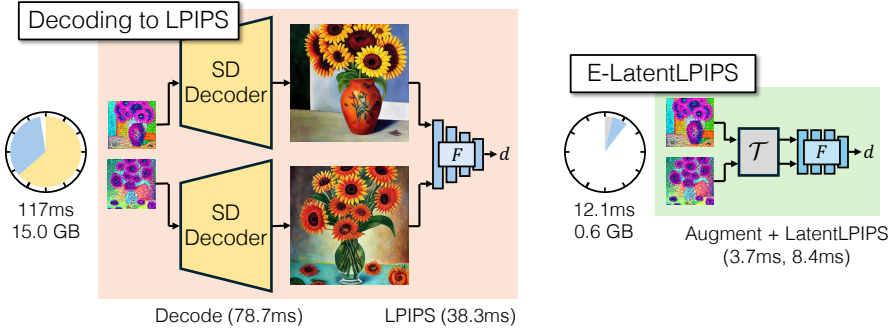 Decoding to LPIPS
SD
Decoder
F
d
SD
Decoder
117ms
15.0 GB
Decode (78.7ms)
LPIPS (38.3ms)
E-LatentLPIPS
𝒯
F
d
12.1ms
0.6 GB
Augment + LatentLPIPS
(3.7ms, 8.4ms)